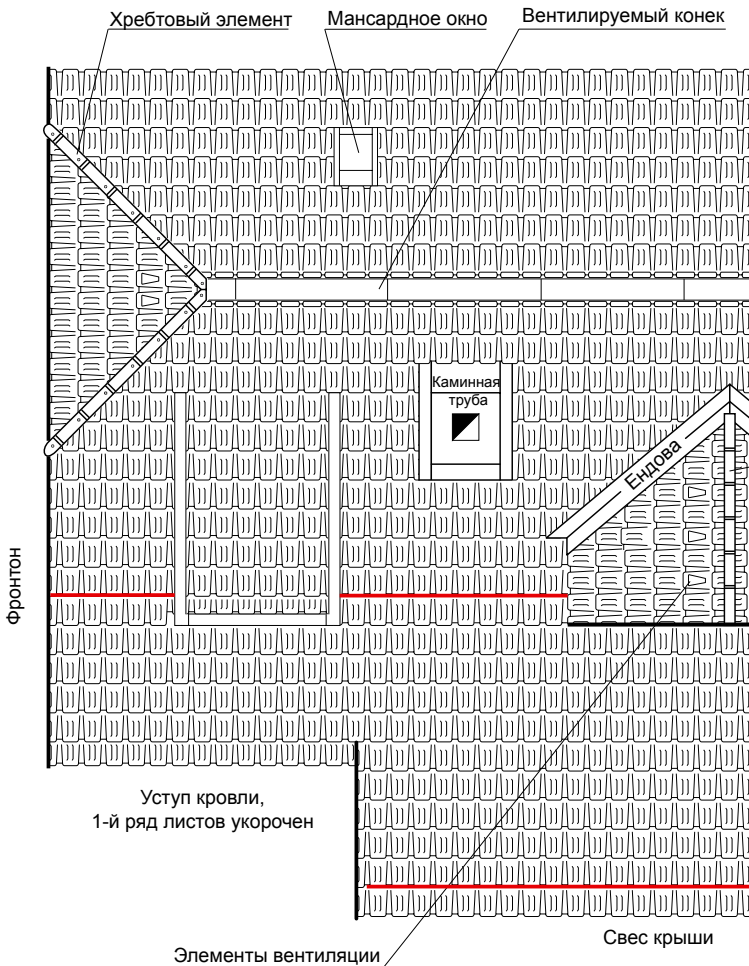 Хребтовый элемент
Мансардное окно
Вентилируемый конек
Каминная
труба
Ендова
Фронтон
Уступ кровли,
1-й ряд листов укорочен
Свес крыши
Элементы вентиляции